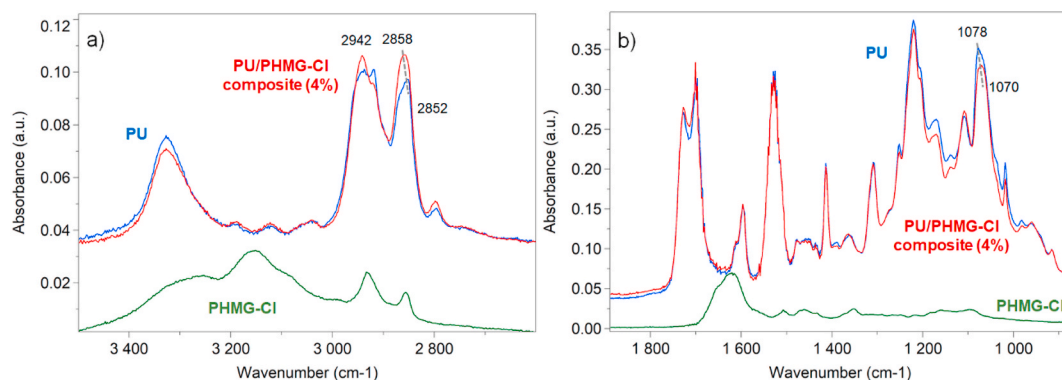 a)
0.12
0.10
0.08
0.06
0.04
0.02
Absorbance (a.u.)
2942
2858
2852
PU/PHMG-Cl
composite (4%)
PU
PHMG-Cl
3 400
3 200
3 000
2 800
Wavenumber (cm-1)
b)
0.35
0.30
0.25
0.20
0.15
0.10
0.05
0.00
Absorbance (a.u.)
PU
1078
1070
PU/PHMG-Cl
composite (4%)
PHMG-Cl
1 800
1 600
1 400
1 200
1 000
Wavenumber (cm-1)